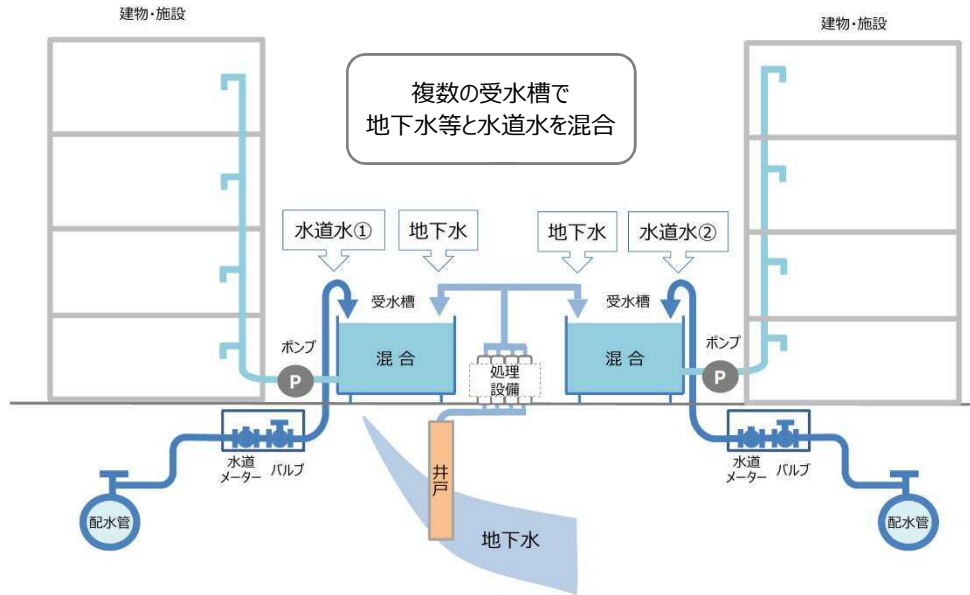 建物・施設
建物・施設
複数の受水槽で
地下水等と水道水を混合
水道水①
地下水
地下水
水道水②
受水槽
受水槽
ポンプ
混合
処理
設備
混合
ポンプ
P
P
水道
メーター
バルブ
井戸
水道
メーター
バルブ
配水管
地下水
配水管